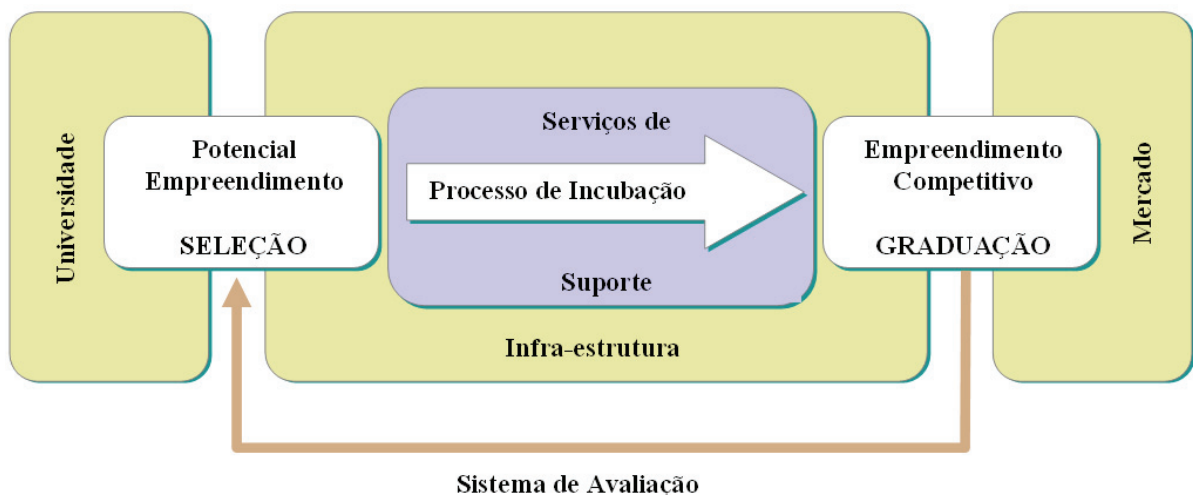 Universidade
Potencial
Empreendimento
SELEÇÃO
Serviços de
Processo de Incubação
Suporte
Infra-estrutura
Empreendimento
Competitivo
GRADUAÇÃO
Mercado
Sistema de Avaliação